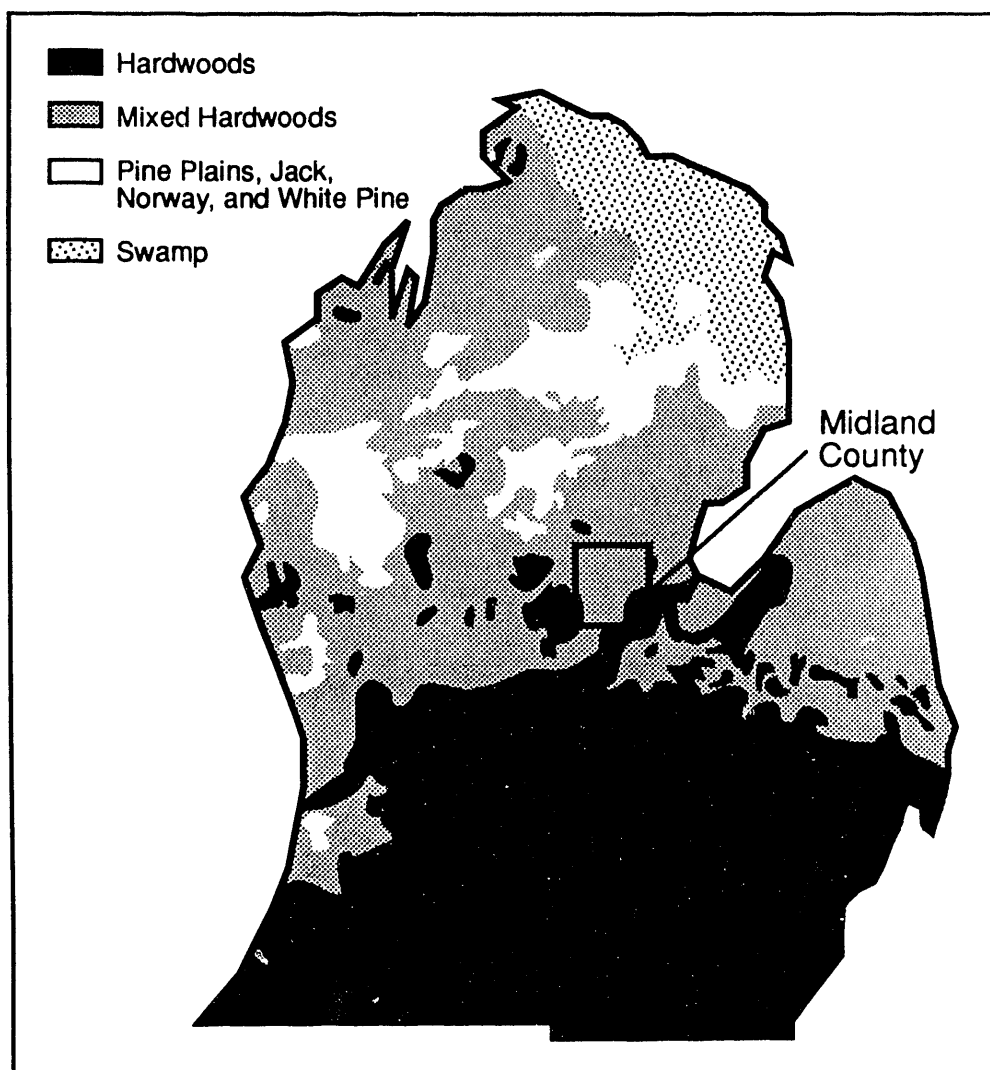 Hardwoods
Mixed Hardwoods
Pine Plains, Jack,
Norway, and White Pine
Swamp
Midland
County